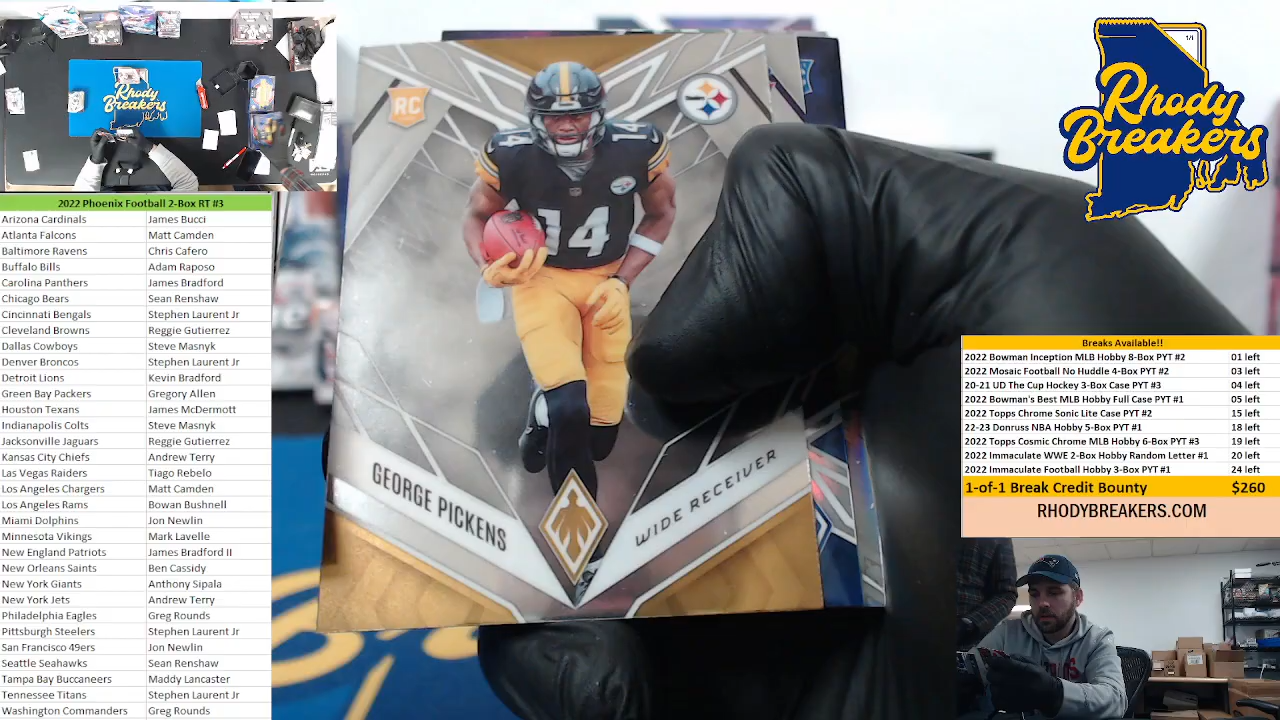 Rhody
Breakers
2022 Phoenix Football 2-Box RT #3
Arizona Cardinals James Bucci
Atlanta Falcons Matt Camden
Baltimore Ravens Chris Cafero
Buffalo Bills Adam Raposo
Carolina Panthers James Bradford
Chicago Bears Sean Renshaw
Cincinnati Bengals Stephen Laurent Jr
Cleveland Browns Reggie Gutierrez
Dallas Cowboys Steve Masnyk
Denver Broncos Stephen Laurent Jr
Detroit Lions Kevin Bradford
Green Bay Packers Gregory Allen
Houston Texans James McDermott
Indianapolis Colts Steve Masnyk
Jacksonville Jaguars Reggie Gutierrez
Kansas City Chiefs Andrew Terry
Las Vegas Raiders Tiago Rebelo
Los Angeles Chargers Matt Camden
Los Angeles Rams Bowan Bushnell
Miami Dolphins Jon Newlin
Minnesota Vikings Mark Lavelle
New England Patriots James Bradford II
New Orleans Saints Ben Cassidy
New York Giants Anthony Sipala
New York Jets Andrew Terry
Philadelphia Eagles Greg Rounds
Pittsburgh Steelers Stephen Laurent Jr
San Francisco 49ers Jon Newlin
Seattle Seahawks Sean Renshaw
Tampa Bay Buccaneers Maddy Lancaster
Tennessee Titans Stephen Laurent Jr
Washington Commanders Greg Rounds
RC
14
14
GEORGE PICKENS
WIDE RECEIVER
1/1
Rhody
Breakers
Breaks Available!!
2022 Bowman Inception MLB Hobby 8-Box PYT #2 01 left
2022 Mosaic Football No Huddle 4-Box PYT #2 03 left
20-21 UD The Cup Hockey 3-Box Case PYT #3 04 left
2022 Bowman's Best MLB Hobby Full Case PYT #1 05 left
2022 Topps Chrome Sonic Lite Case PYT #2 15 left
22-23 Donruss NBA Hobby 5-Box PYT #1 18 left
2022 Topps Cosmic Chrome MLB Hobby 6-Box PYT #3 19 left
2022 Immaculate WWE 2-Box Hobby Random Letter #1 20 left
2022 Immaculate Football Hobby 3-Box PYT #1 24 left
1-of-1 Break Credit Bounty $260
RHODYBREAKERS.COM